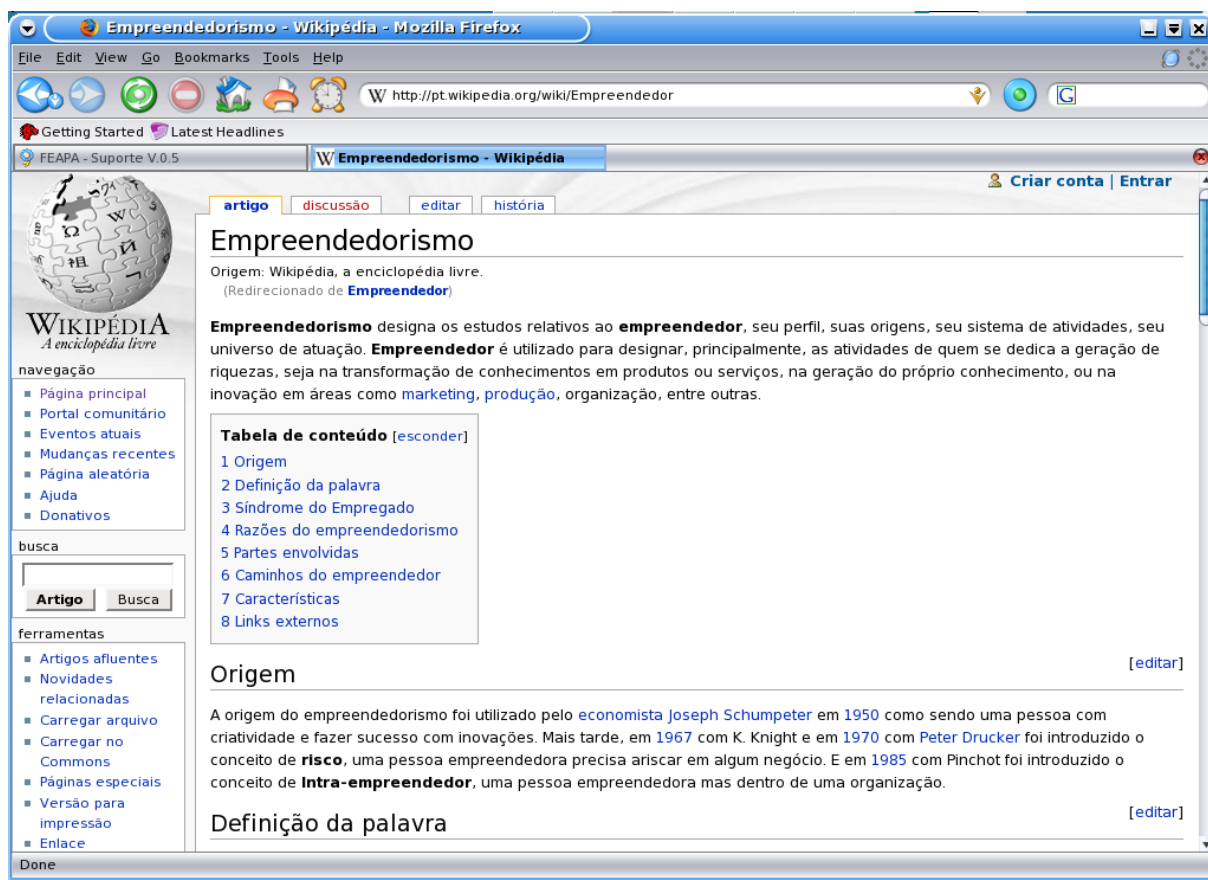 Empreendedorismo - Wikipédia - Mozilla Firefox
File Edit View Go Bookmarks Tools Help
W http://pt.wikipedia.org/wiki/Empreendedor
G
Getting Started Latest Headlines
FEAPA - Suporte V.0.5
W Empreendedorismo - Wikipédia
Criar conta | Entrar
artigo discussão editar história
WIKIPÉDIA
A enciclopédia livre
navegação
Página principal
Portal comunitário
Eventos atuais
Mudanças recentes
Página aleatória
Ajuda
Donativos
busca
Artigo Busca
ferramentas
Artigos afluentes
Novidades
relacionadas
Carregar arquivo
Carregar no
Commons
Páginas especiais
Versão para
impressão
Enlace
Empreendedorismo
Origem: Wikipédia, a enciclopédia livre.
(Redirecionado de Empreendedor)
Empreendedorismo designa os estudos relativos ao empreendedor, seu perfil, suas origens, seu sistema de atividades, seu
universo de atuação. Empreendedor é utilizado para designar, principalmente, as atividades de quem se dedica a geração de
riquezas, seja na transformação de conhecimentos em produtos ou serviços, na geração do próprio conhecimento, ou na
inovação em áreas como marketing, produção, organização, entre outras.
Tabela de conteúdo [esconder]
1 Origem
2 Definição da palavra
3 Síndrome do Empregado
4 Razões do empreendedorismo
5 Partes envolvidas
6 Caminhos do empreendedor
7 Características
8 Links externos
[editar]
Origem
A origem do empreendedorismo foi utilizado pelo economista Joseph Schumpeter em 1950 como sendo uma pessoa com
criatividade e fazer sucesso com inovações. Mais tarde, em 1967 com K. Knight e em 1970 com Peter Drucker foi introduzido o
conceito de risco, uma pessoa empreendedora precisa ariscar em algum negócio. E em 1985 com Pinchot foi introduzido o
conceito de Intra-empreendedor, uma pessoa empreendedora mas dentro de uma organização.
[editar]
Definição da palavra
Done